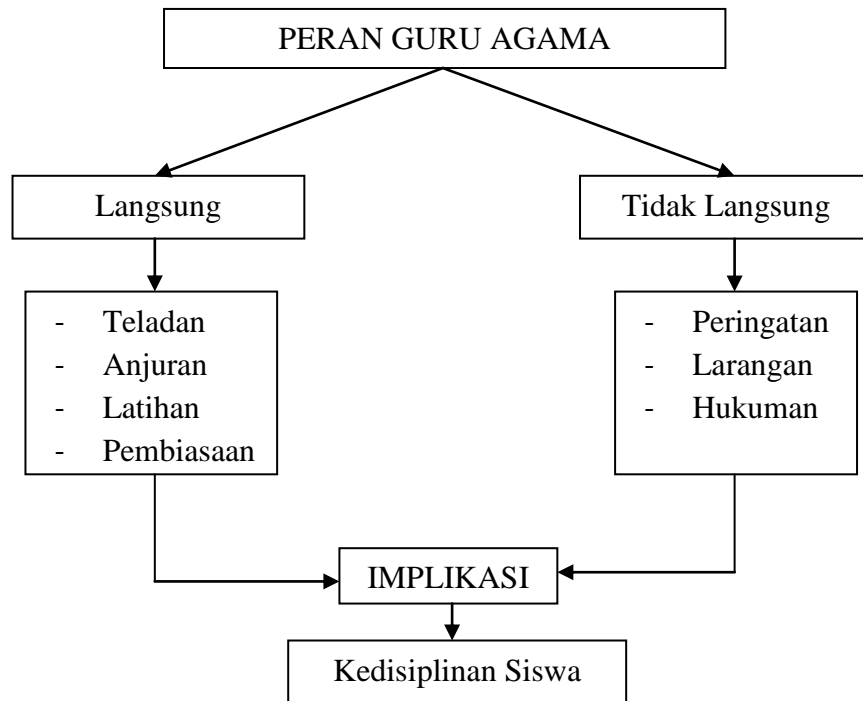 PERAN GURU AGAMA
Langsung
Tidak Langsung
- Teladan
- Anjuran
- Latihan
- Pembiasaan
- Peringatan
- Larangan
- Hukuman
IMPLIKASI
Kedisiplinan Siswa